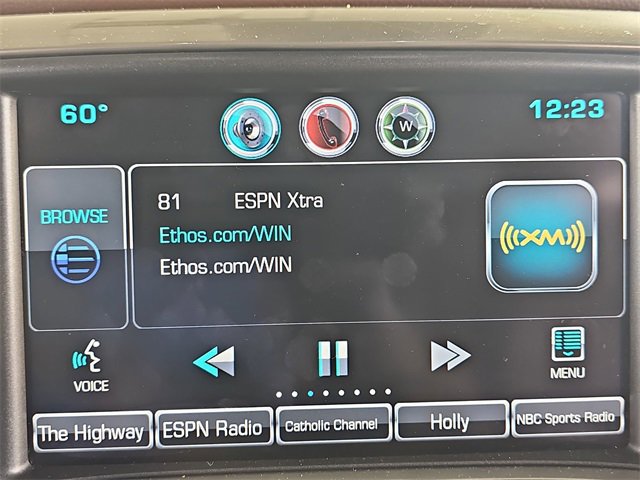 60°
W
12:23
BROWSE
81 ESPN Xtra
Ethos.com/WIN
Ethos.com/WIN
XM
VOICE
MENU
The Highway
ESPN Radio
Catholic Channel
Holly
NBC Sports Radio